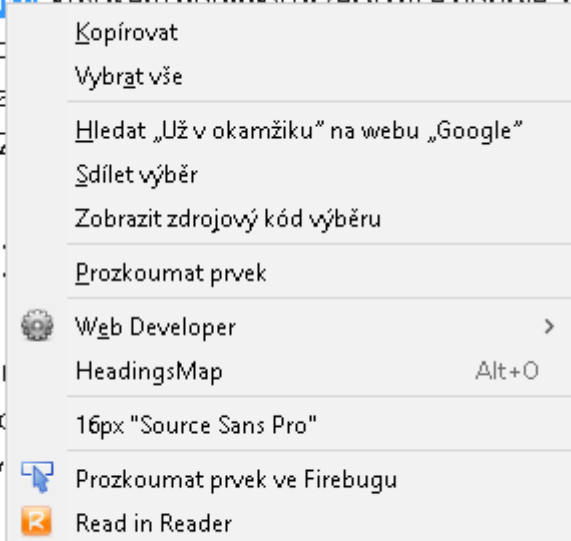 Kopírovat
Vybrat vše
Hledat „Už v okamžiku” na webu „Google”
Sdílet výběr
Zobrazit zdrojový kód výběru
Prozkoumat prvek
Web Developer
HeadingsMap Alt+O
16px "Source Sans Pro"
Prozkoumat prvek ve Firebugu
Read in Reader